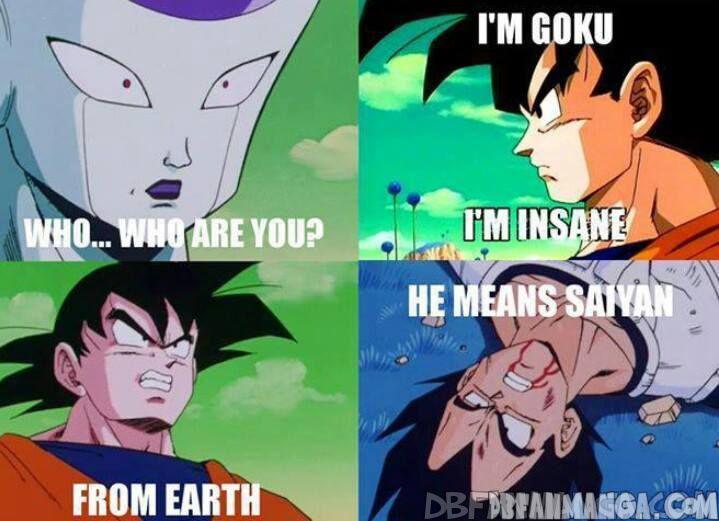 WHO... WHO ARE YOU?
I'M GOKU
I'M INSANE
FROM EARTH
HE MEANS SAIYAN
DBFANMANGA.COM